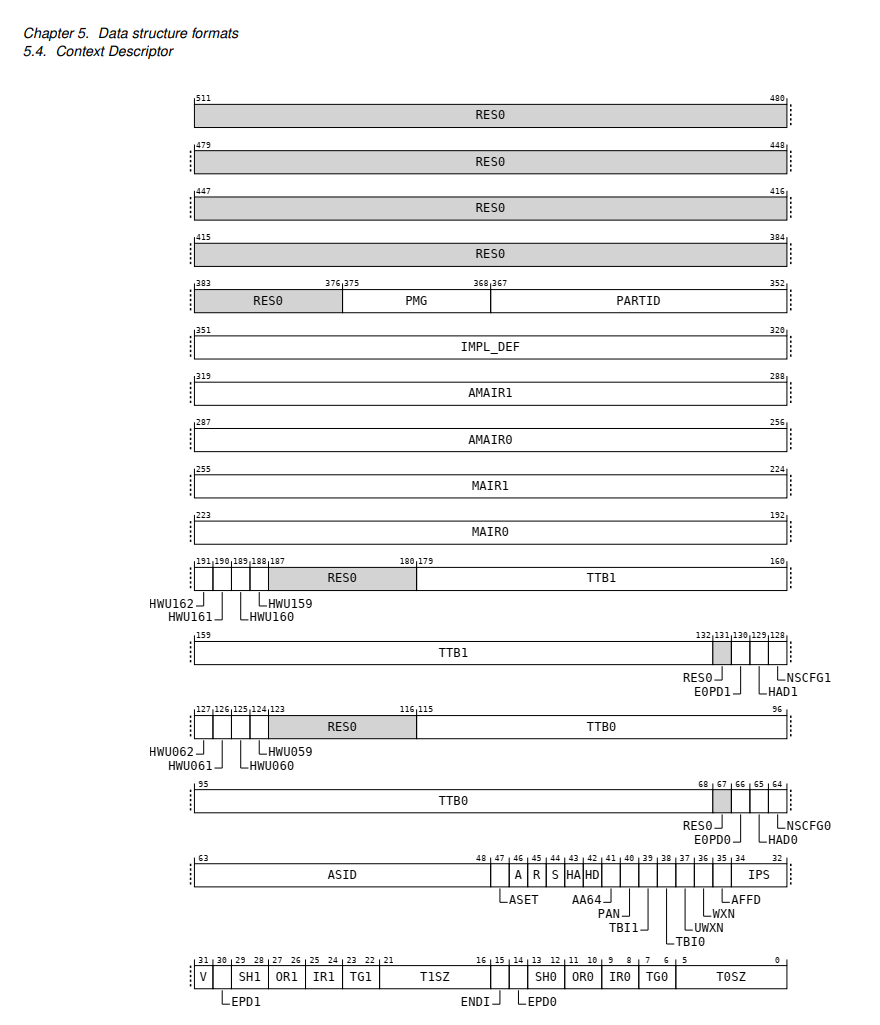 Chapter 5. Data structure formats
5.4. Context Descriptor
511 480
RES0
479 448
RES0
447 416
RES0
415 384
RES0
383 376 375 368 367 352
RES0 PMG PARTID
351 320
IMPL_DEF
319 288
AMAIR1
287 256
AMAIR0
255 224
MAIR1
223 192
MAIR0
191 190 189 188 187 180 179 160
RES0 TTB1
HWU162 HWU159
HWU161 HWU160
159 132 131 130 129 128
TTB1
RES0 NSCFG1
E0PD1 HAD1
127 126 125 124 123 116 115 96
RES0 TTB0
HWU062 HWU059
HWU061 HWU060
95 68 67 66 65 64
TTB0
RES0 NSCFG0
E0PD0 HAD0
63 48 47 46 45 44 43 42 41 40 39 38 37 36 35 34 32
ASID A R S HA HD IPS
ASET AA64 AFFD
PAN WXN
TBI1 UWXN
TBI0
31 30 29 28 27 26 25 24 23 22 21 16 15 14 13 12 11 10 9 8 7 6 5 0
V SH1 OR1 IR1 TG1 T1SZ SH0 OR0 IR0 TG0 T0SZ
EPD1 ENDI EPD0